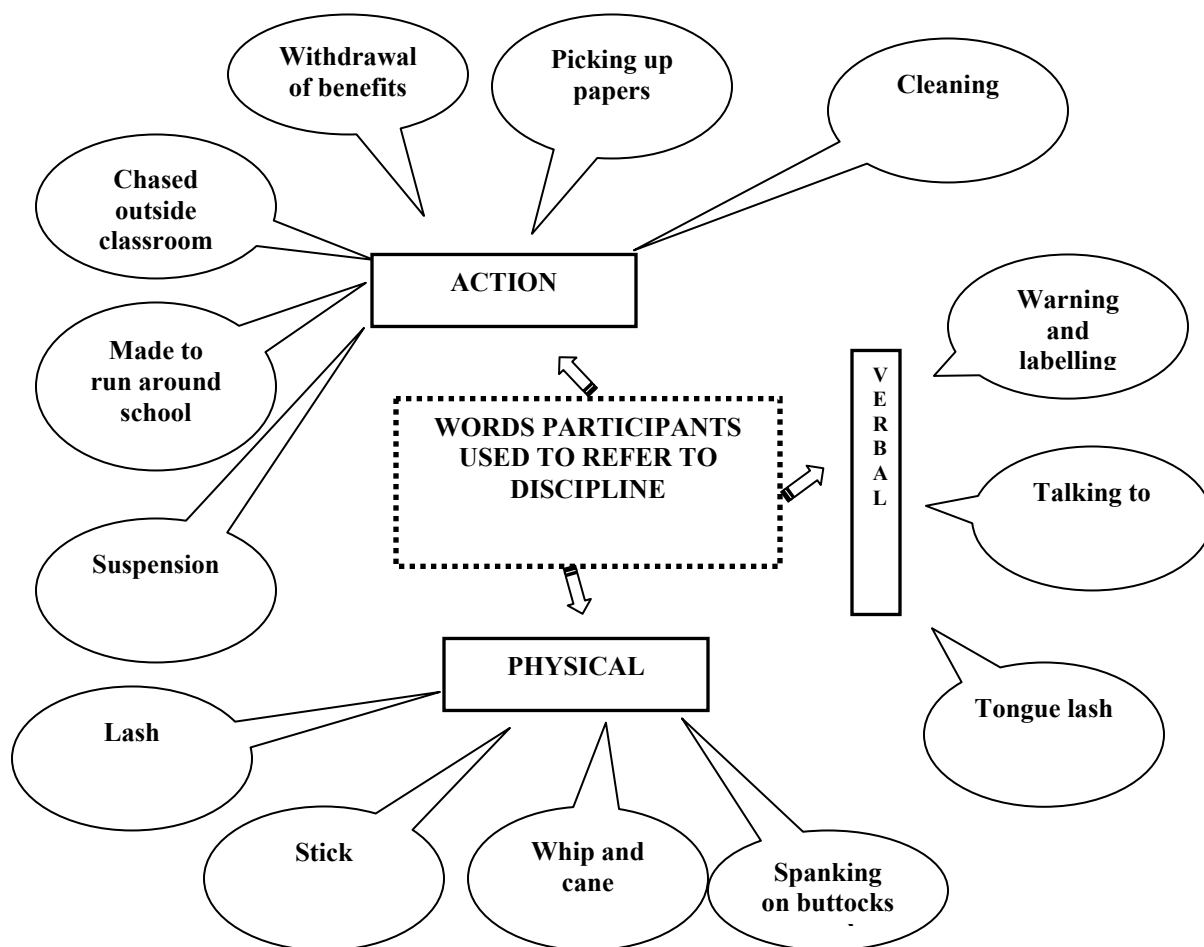 Withdrawal
of benefits
Picking up
papers
Cleaning
Chased
outside
classroom
ACTION
Warning
and
labelling
Made to
run around
school
VERBAL
WORDS PARTICIPANTS
USED TO REFER TO
DISCIPLINE
Talking to
Suspension
PHYSICAL
Tongue lash
Lash
Stick
Whip and
cane
Spanking
on buttocks